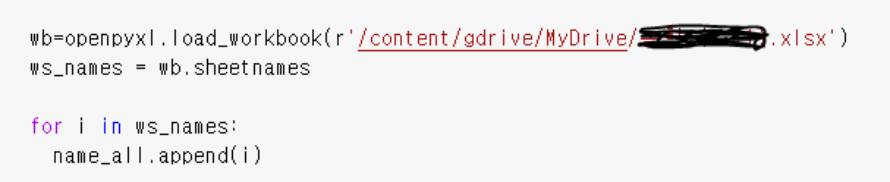 wb=openpyxl.load_workbook(r'/content/gdrive/MyDrive/ .xlsx')
ws_names = wb.sheetnames
for i in ws_names:
name_all.append(i)